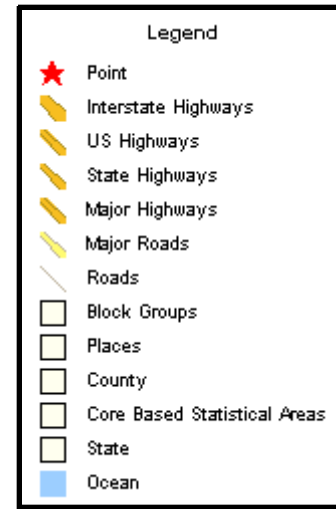 Legend
Point
Interstate Highways
US Highways
State Highways
Major Highways
Major Roads
Roads
Block Groups
Places
County
Core Based Statistical Areas
State
Ocean